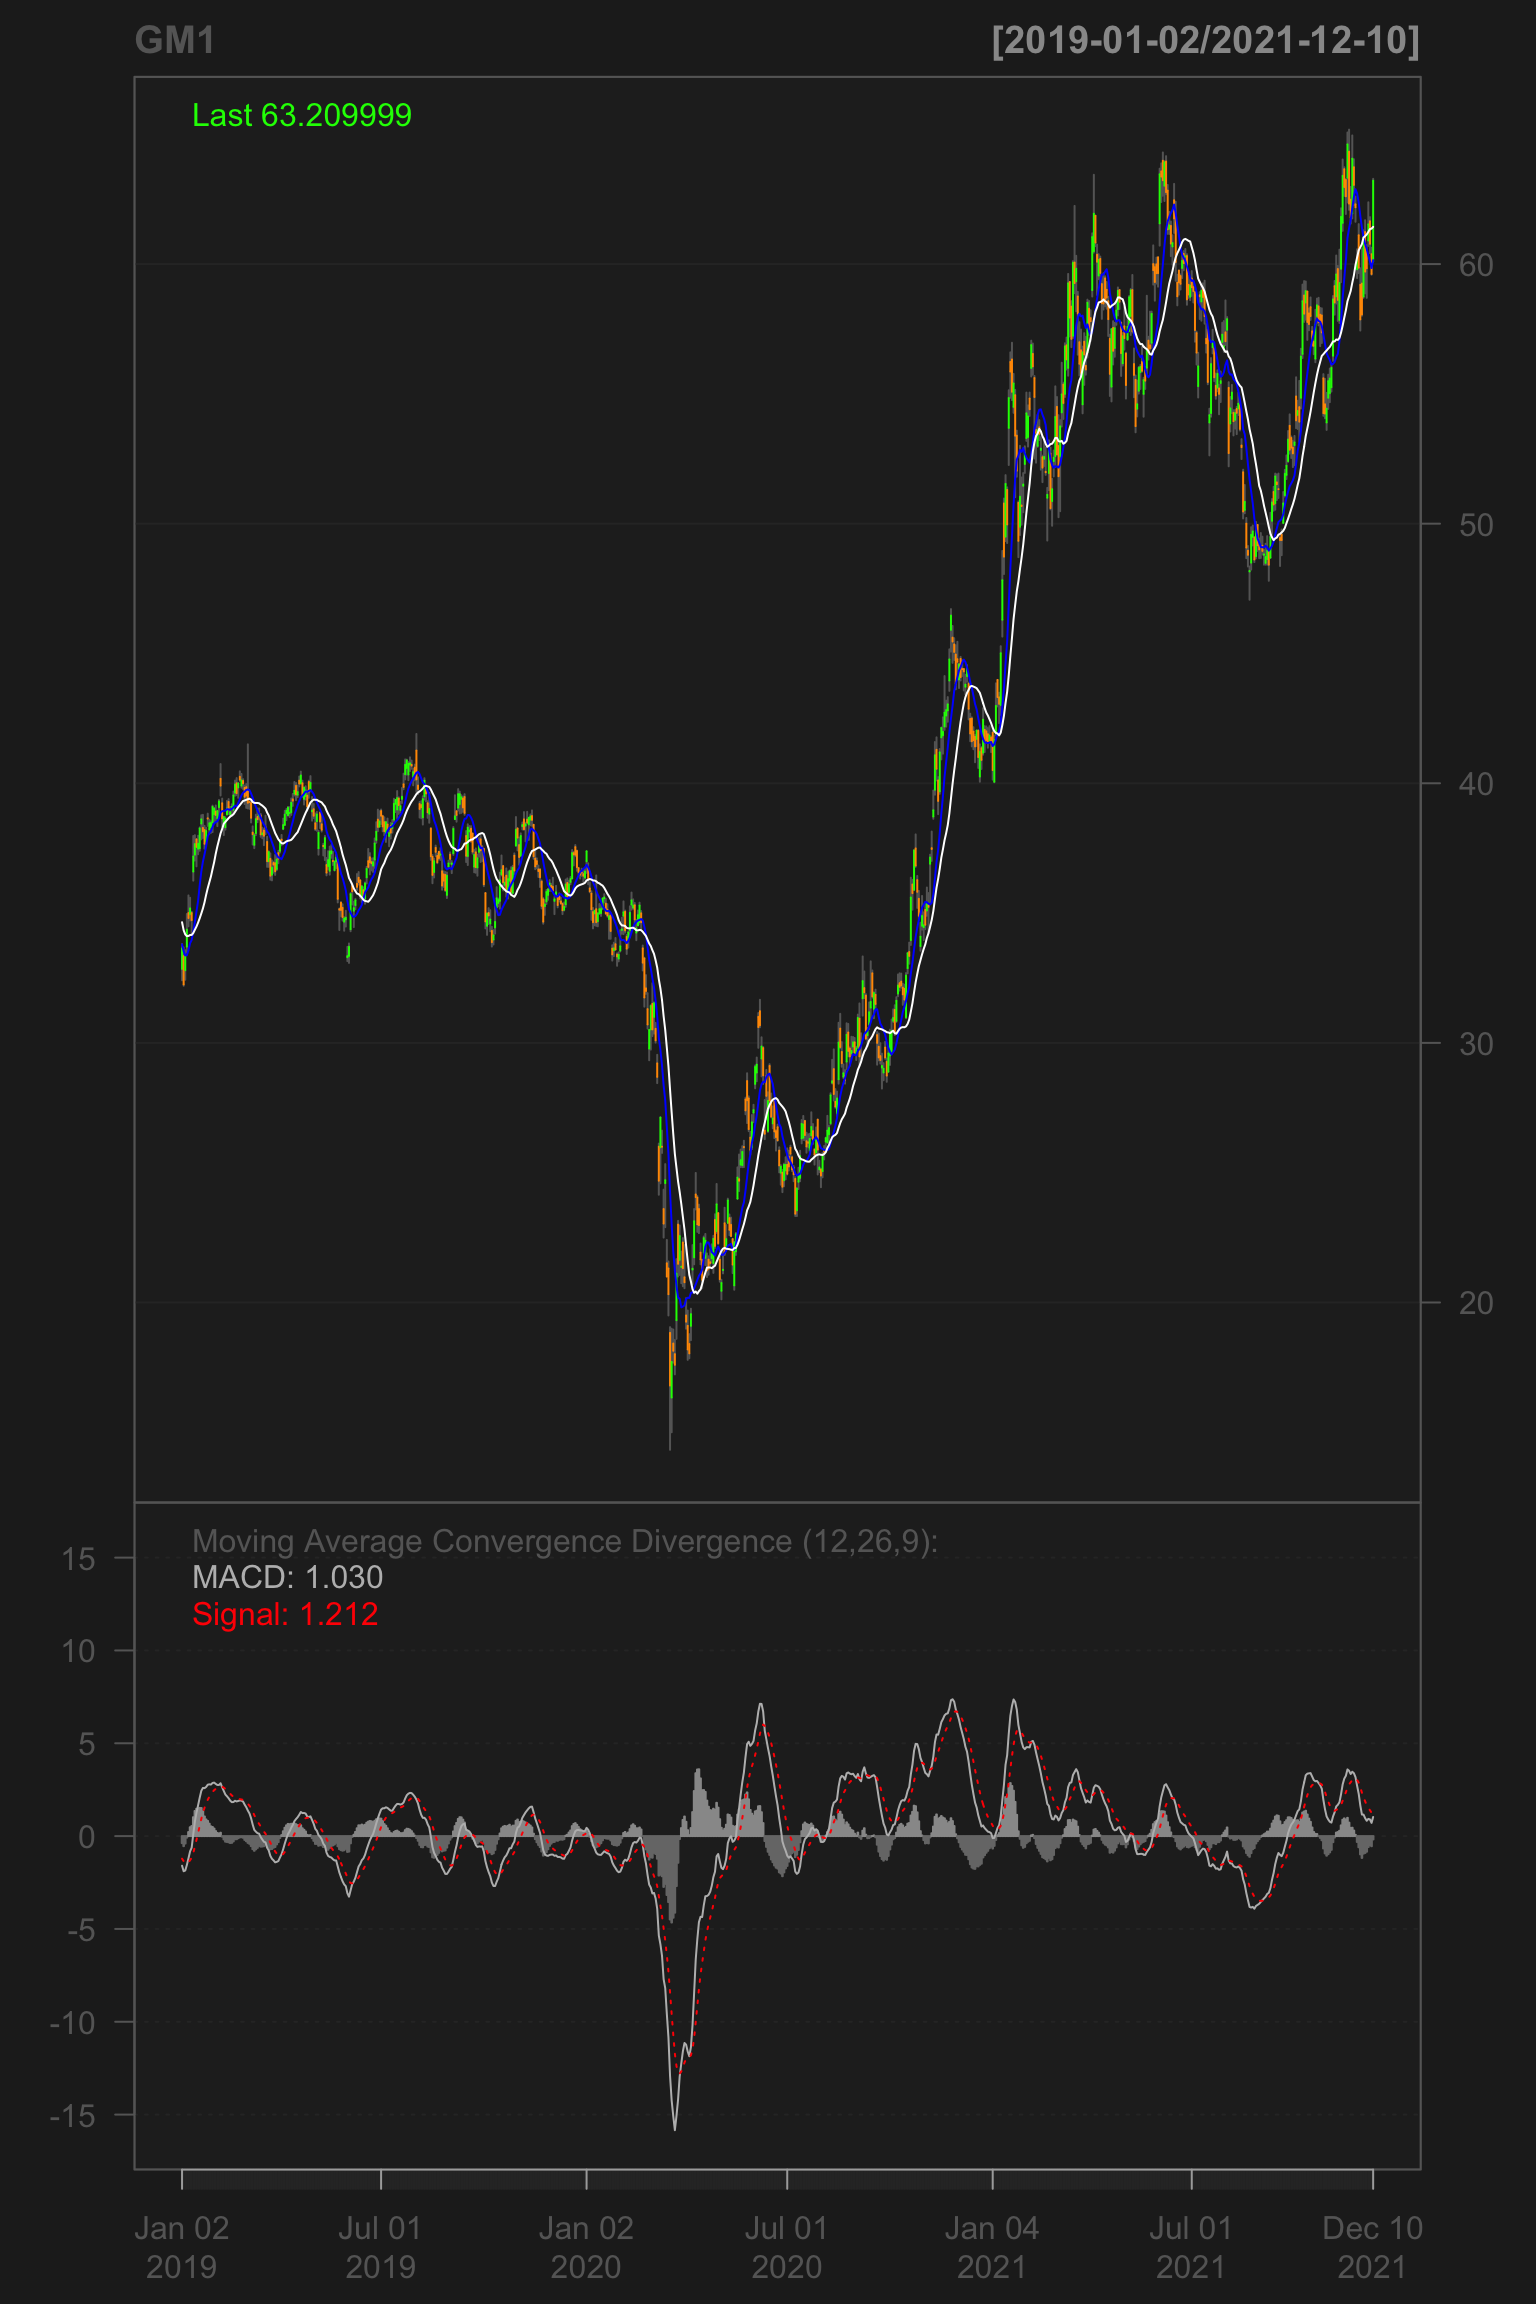 GM1
[2019-01-02/2021-12-10]
Last 63.209999
60
50
40
30
20
Moving Average Convergence Divergence (12,26,9):
MACD: 1.030
Signal: 1.212
15
10
5
0
-5
-10
-15
Jan 02 2019
Jul 01 2019
Jan 02 2020
Jul 01 2020
Jan 04 2021
Jul 01 2021
Dec 10 2021